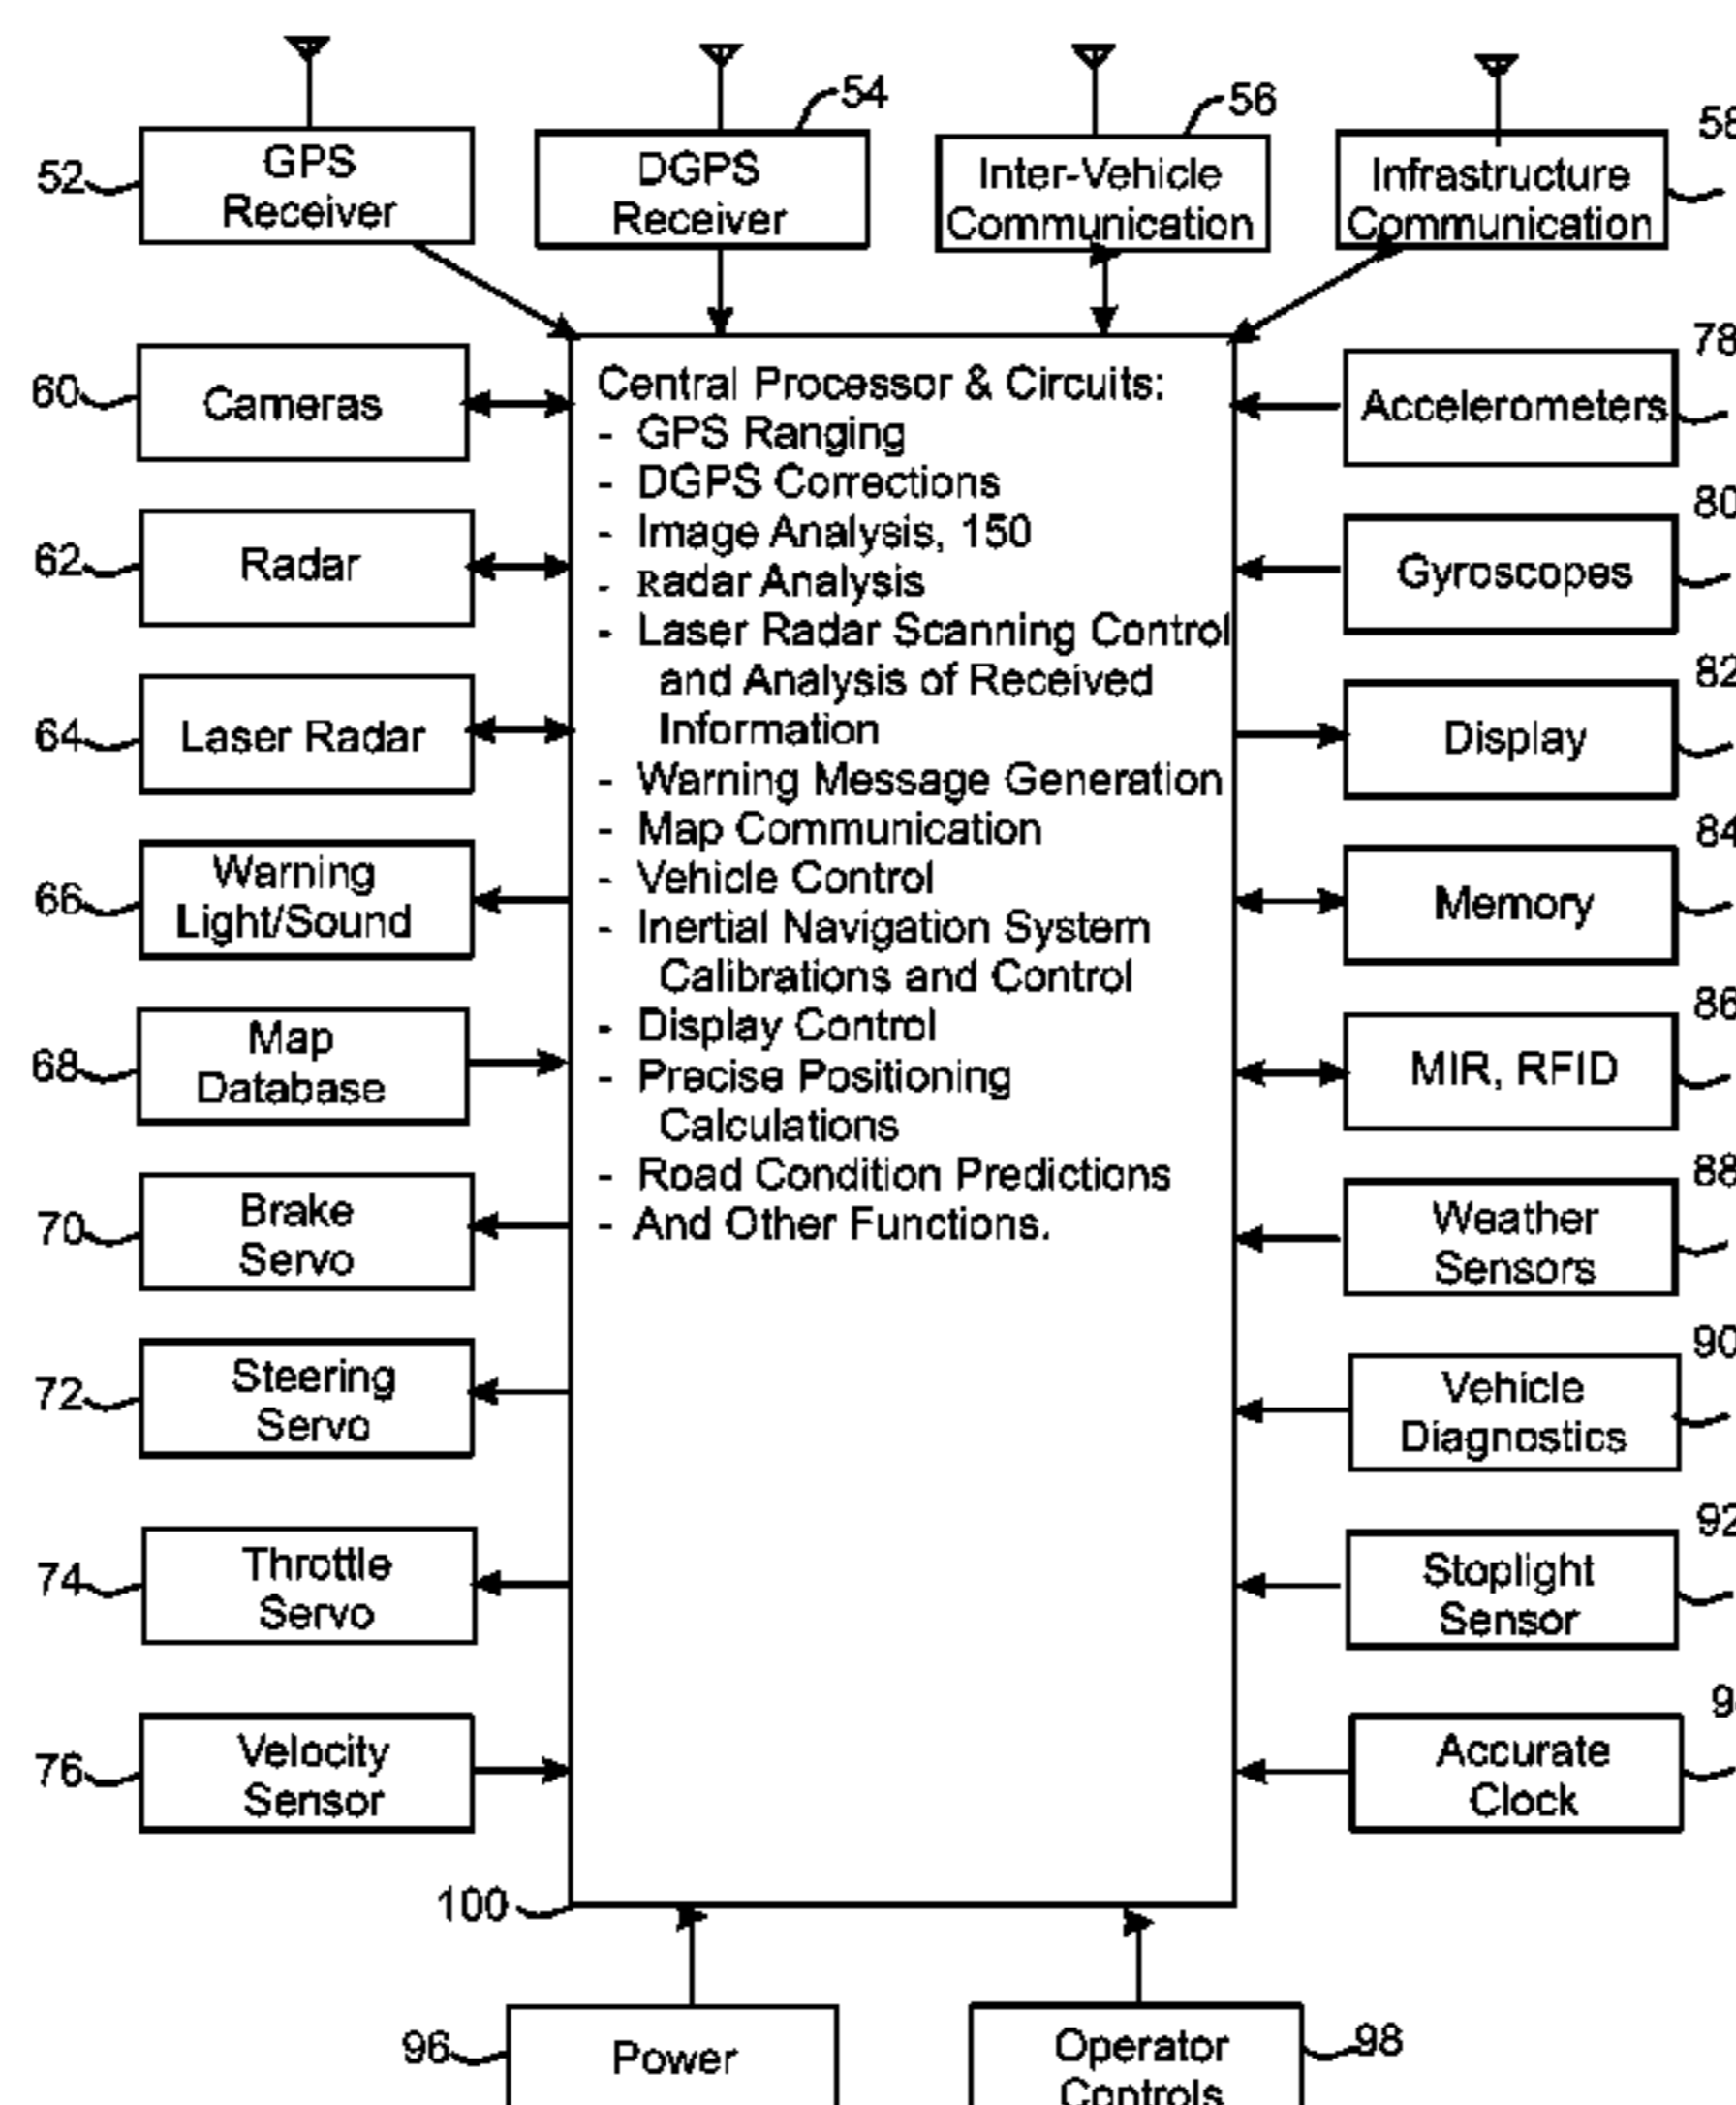 54
56
58
52
GPS
Receiver
DGPS
Receiver
Inter-Vehicle
Communication
Infrastructure
Communication
60
Cameras
62
Radar
64
Laser Radar
66
Warning
Light/Sound
68
Map
Database
70
Brake
Servo
72
Steering
Servo
74
Throttle
Servo
76
Velocity
Sensor
Central Processor & Circuits:
- GPS Ranging
- DGPS Corrections
- Image Analysis, 150
- Radar Analysis
- Laser Radar Scanning Control
and Analysis of Received
Information
- Warning Message Generation
- Map Communication
- Vehicle Control
- Inertial Navigation System
Calibrations and Control
- Display Control
- Precise Positioning
Calculations
- Road Condition Predictions
- And Other Functions.
78
Accelerometers
80
Gyroscopes
82
Display
84
Memory
86
MIR, RFID
88
Weather
Sensors
90
Vehicle
Diagnostics
92
Stoplight
Sensor
9
Accurate
Clock
100
96
Power
Operator
Controls
98